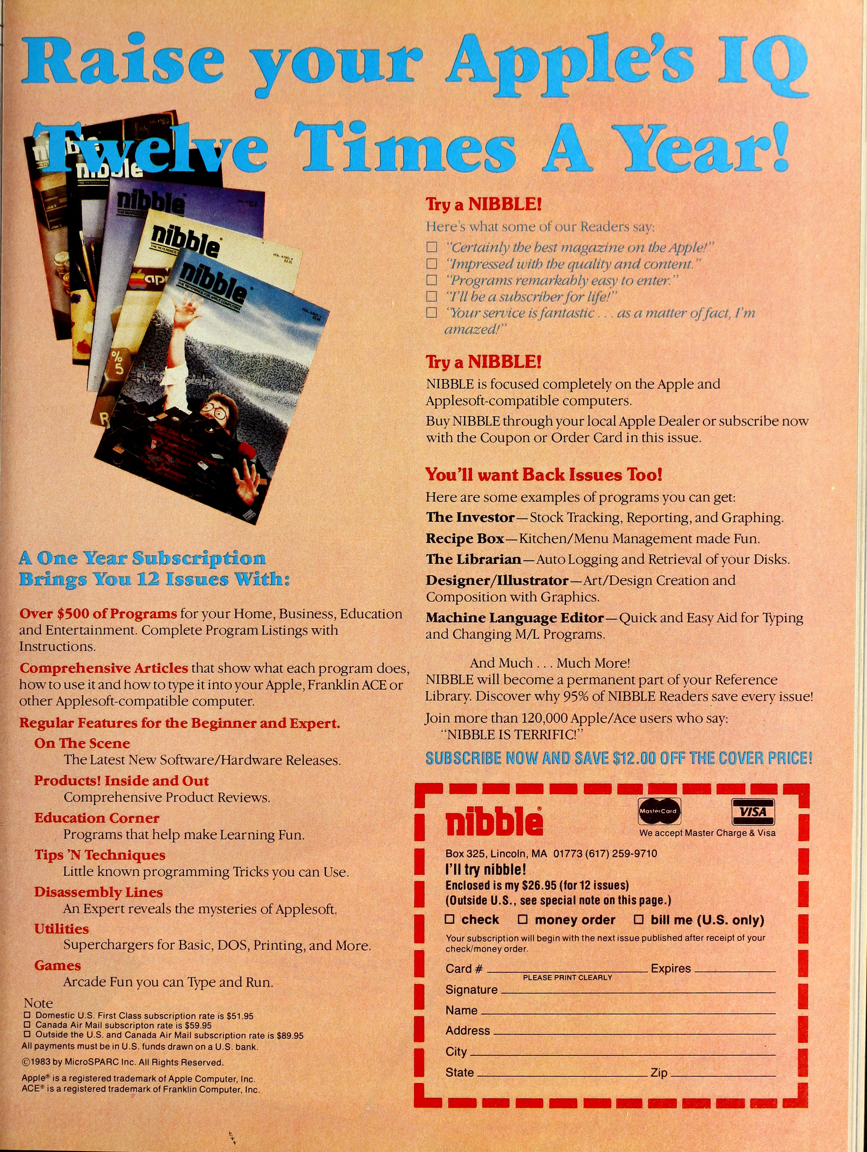 Raise your Apple's IQ
Twelve Times A Year!
nibble
nibble
nibble
nibble
nibble
Try a NIBBLE!
Here's what some of our Readers say:
☐ "Certainly the best magazine on the Apple!"
☐ "Impressed with the quality and content."
☐ "Programs remarkably easy to enter."
☐ "I'll be a subscriber for life!"
☐ "Your service is fantastic . . . as a matter of fact, I'm
amazed!"
Try a NIBBLE!
NIBBLE is focused completely on the Apple and
Applesoft-compatible computers.
Buy NIBBLE through your local Apple Dealer or subscribe now
with the Coupon or Order Card in this issue.
You'll want Back Issues Too!
Here are some examples of programs you can get:
The Investor—Stock Tracking, Reporting, and Graphing.
Recipe Box—Kitchen/Menu Management made Fun.
The Librarian—Auto Logging and Retrieval of your Disks.
Designer/Illustrator—Art/Design Creation and
Composition with Graphics.
Machine Language Editor—Quick and Easy Aid for Typing
and Changing M/L Programs.
And Much . . . Much More!
NIBBLE will become a permanent part of your Reference
Library. Discover why 95% of NIBBLE Readers save every issue!
Join more than 120,000 Apple/Ace users who say:
"NIBBLE IS TERRIFIC!"
SUBSCRIBE NOW AND SAVE $12.00 OFF THE COVER PRICE!
A One Year Subscription
Brings You 12 Issues With:
Over $500 of Programs for your Home, Business, Education
and Entertainment. Complete Program Listings with
Instructions.
Comprehensive Articles that show what each program does,
how to use it and how to type it into your Apple, Franklin ACE or
other Applesoft-compatible computer.
Regular Features for the Beginner and Expert.
On The Scene
The Latest New Software/Hardware Releases.
Products! Inside and Out
Comprehensive Product Reviews.
Education Corner
Programs that help make Learning Fun.
Tips 'N Techniques
Little known programming Tricks you can Use.
Disassembly Lines
An Expert reveals the mysteries of Applesoft.
Utilities
Superchargers for Basic, DOS, Printing, and More.
Games
Arcade Fun you can Type and Run.
Note
☐ Domestic U.S. First Class subscription rate is $51.95
☐ Canada Air Mail subscripton rate is $59.95
☐ Outside the U.S. and Canada Air Mail subscription rate is $89.95
All payments must be in U.S. funds drawn on a U.S. bank.
©1983 by MicroSPARC Inc. All Rights Reserved.
Apple® is a registered trademark of Apple Computer, Inc.
ACE® is a registered trademark of Franklin Computer, Inc.
nibble®
MasterCard
VISA
We accept Master Charge & Visa
Box 325, Lincoln, MA 01773 (617) 259-9710
I'll try nibble!
Enclosed is my $26.95 (for 12 issues)
(Outside U.S., see special note on this page.)
☐ check ☐ money order ☐ bill me (U.S. only)
Your subscription will begin with the next issue published after receipt of your
check/money order.
Card # Expires
PLEASE PRINT CLEARLY
Signature
Name
Address
City
State Zip